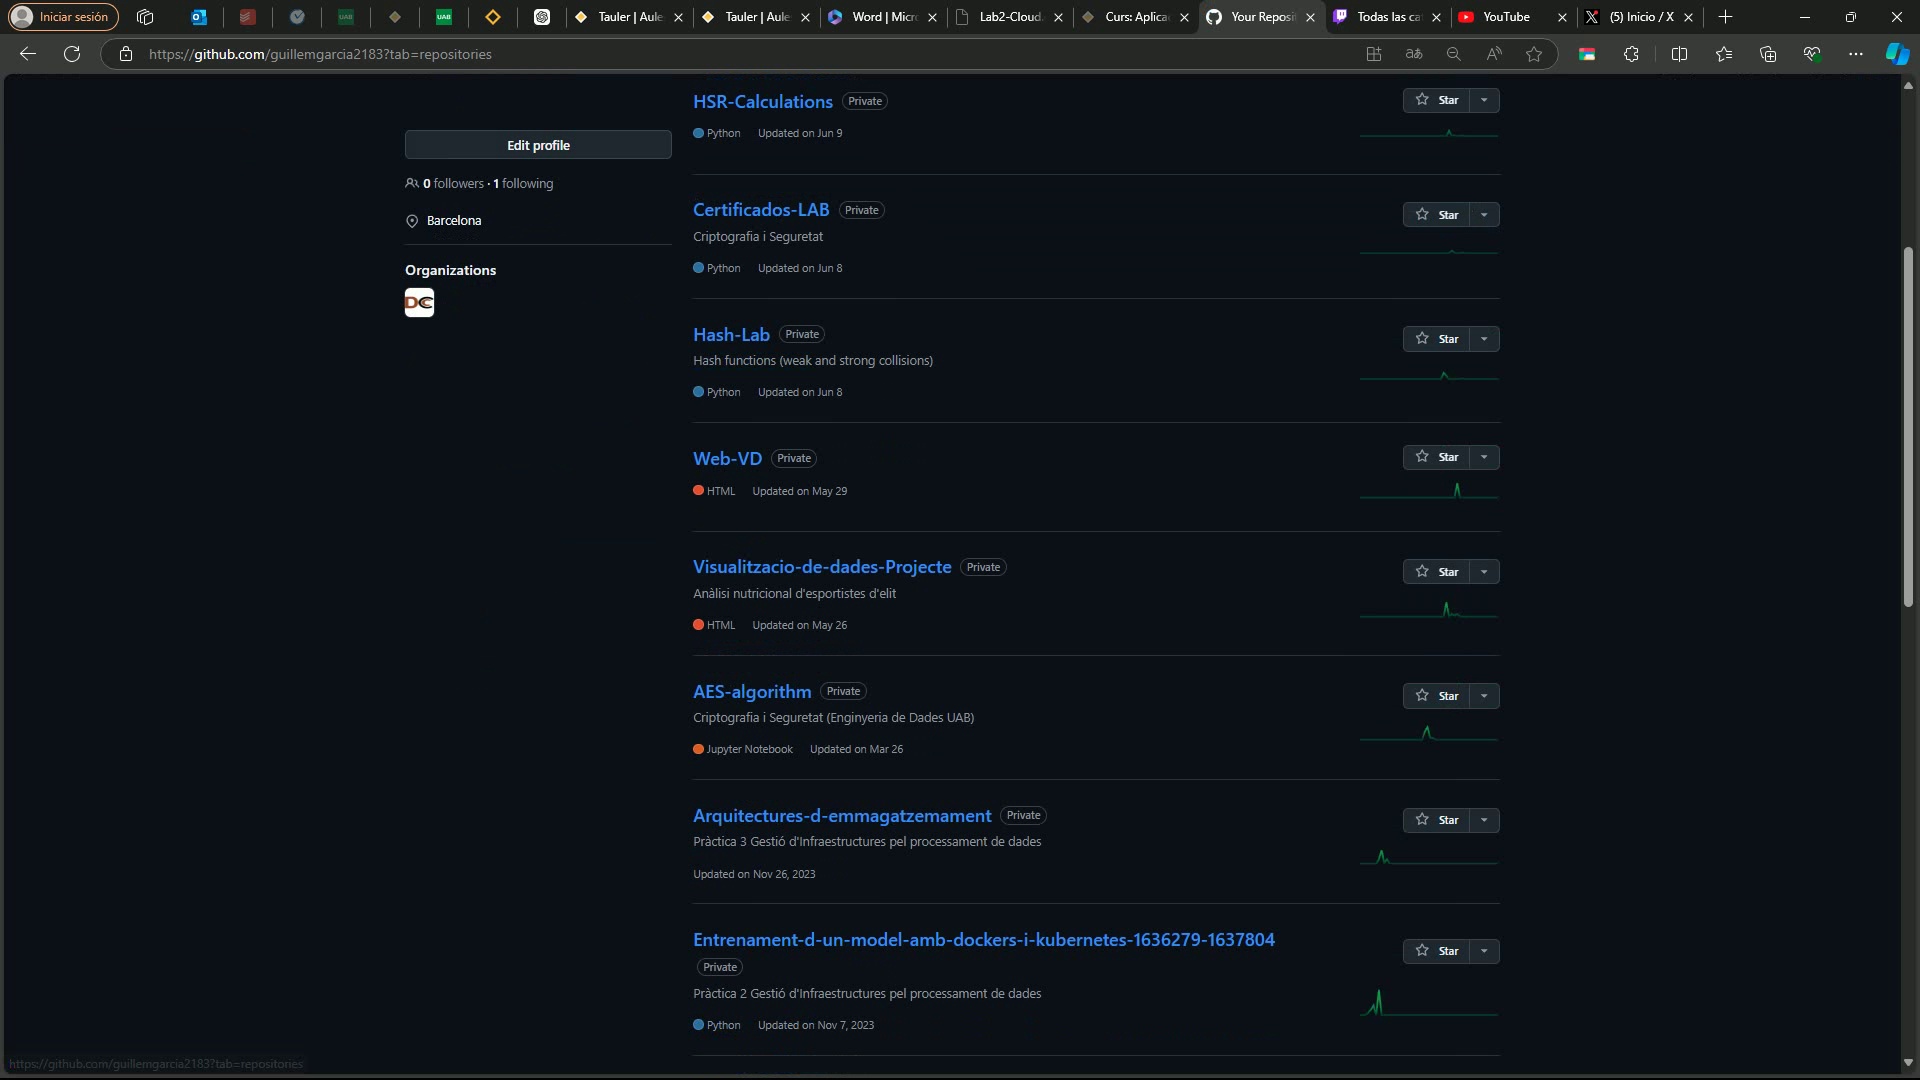 Iniciar sesión
UAB
UAB
Tauler | Aule
Tauler | Aule
Word | Micr
Lab2-Cloud.
Curs: Aplica
Your Reposit
Todas las ca
YouTube
(5) Inicio / X
https://github.com/guillemgarcia2183?tab=repositories
Edit profile
0 followers · 1 following
Barcelona
Organizations
DC
HSR-Calculations Private
Star
Python Updated on Jun 9
Certificados-LAB Private
Star
Criptografia i Seguretat
Python Updated on Jun 8
Hash-Lab Private
Star
Hash functions (weak and strong collisions)
Python Updated on Jun 8
Web-VD Private
Star
HTML Updated on May 29
Visualitzacio-de-dades-Projecte Private
Star
Anàlisi nutricional d'esportistes d'elit
HTML Updated on May 26
AES-algorithm Private
Star
Criptografia i Seguretat (Enginyeria de Dades UAB)
Jupyter Notebook Updated on Mar 26
Arquitectures-d-emmagatzemament Private
Star
Pràctica 3 Gestió d'Infraestructures pel processament de dades
Updated on Nov 26, 2023
Entrenament-d-un-model-amb-dockers-i-kubernetes-1636279-1637804
Star
Private
Pràctica 2 Gestió d'Infraestructures pel processament de dades
Python Updated on Nov 7, 2023
https://github.com/guillemgarcia2183?tab=repositories